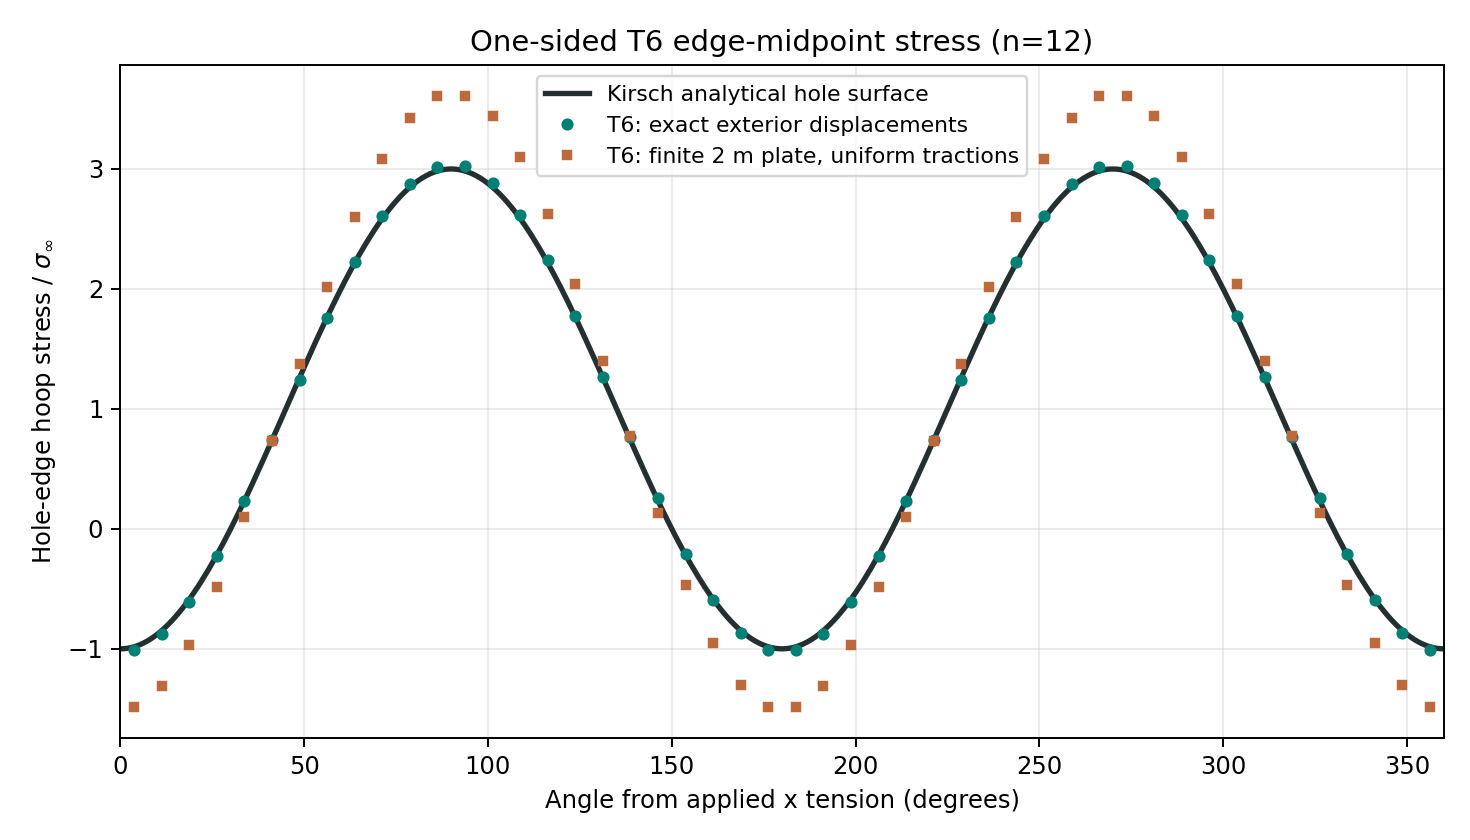 One-sided T6 edge-midpoint stress (n=12)
Kirsch analytical hole surface
T6: exact exterior displacements
T6: finite 2 m plate, uniform tractions
Hole-edge hoop stress / σ∞
3
2
1
0
−1
0
50
100
150
200
250
300
350
Angle from applied x tension (degrees)